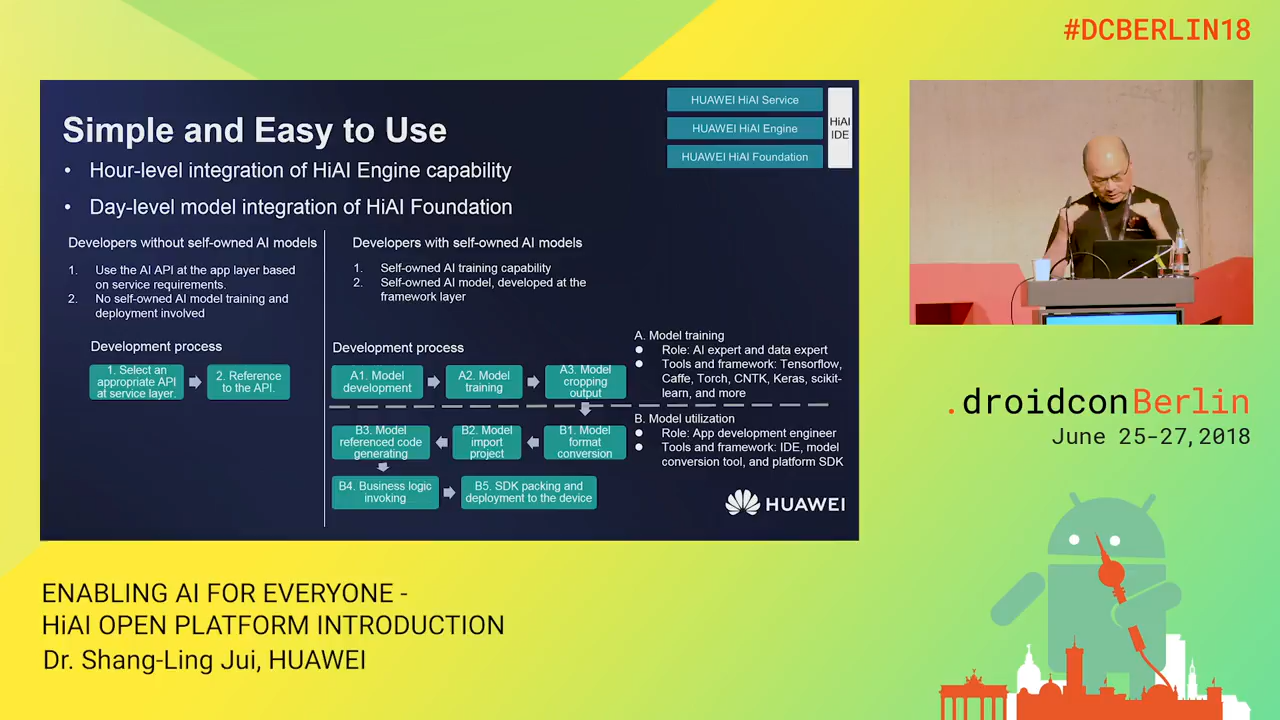 #DCBERLIN18
Simple and Easy to Use
• Hour-level integration of HiAI Engine capability
• Day-level model integration of HiAI Foundation
HUAWEI HiAI Service
HUAWEI HiAI Engine
HUAWEI HiAI Foundation
HiAI
IDE
Developers without self-owned AI models
1. Use the AI API at the app layer based
on service requirements.
2. No self-owned AI model training and
deployment involved
Development process
1. Select an
appropriate API
at service layer.
2. Reference
to the API.
Developers with self-owned AI models
1. Self-owned AI training capability
2. Self-owned AI model, developed at the
framework layer
Development process
A1. Model
development
A2. Model
training
A3. Model
cropping
output
B3. Model
referenced code
generating
B2. Model
import
project
B1. Model
format
conversion
B4. Business logic
invoking
B5. SDK packing and
deployment to the device
A. Model training
● Role: AI expert and data expert
● Tools and framework: Tensorflow,
Caffe, Torch, CNTK, Keras, scikit-
learn, and more
B. Model utilization
● Role: App development engineer
● Tools and framework: IDE, model
conversion tool, and platform SDK
HUAWEI
.droidconBerlin
June 25-27,2018
ENABLING AI FOR EVERYONE -
HiAI OPEN PLATFORM INTRODUCTION
Dr. Shang-Ling Jui, HUAWEI